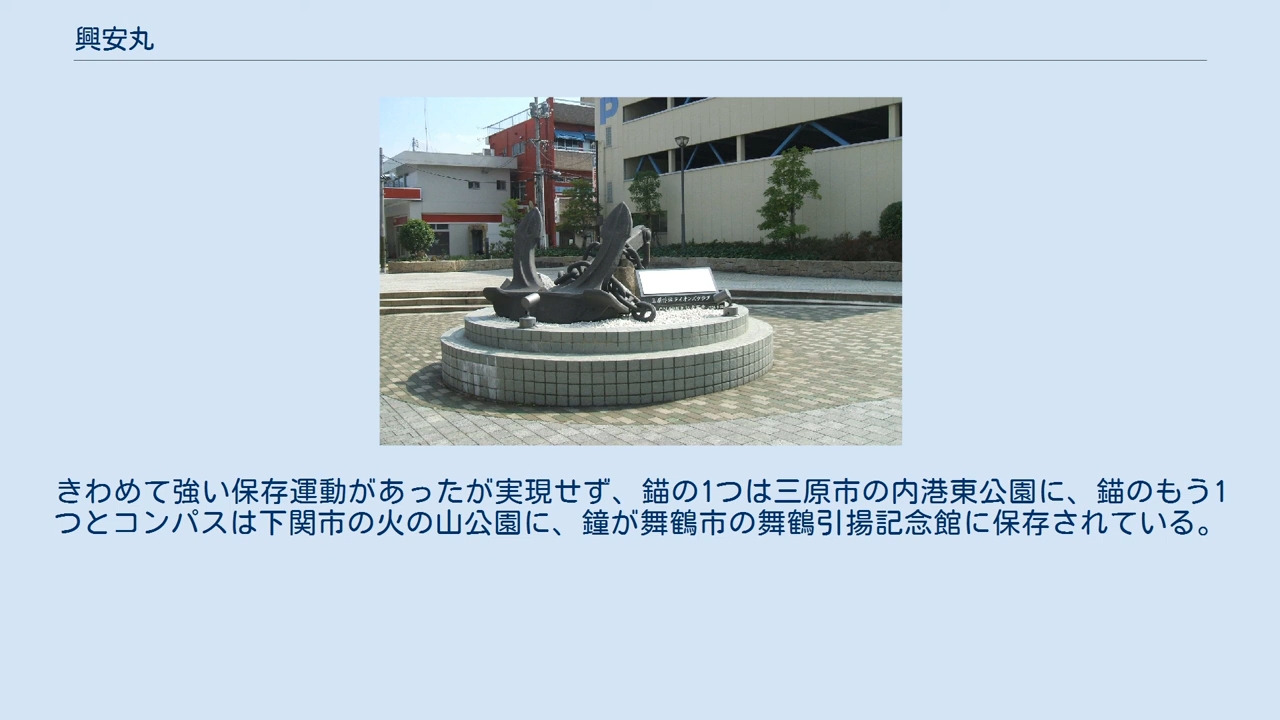 興安丸
P
きわめて強い保存運動があったが実現せず、錨の1つは三原市の内港東公園に、錨のもう1
つとコンパスは下関市の火の山公園に、鐘が舞鶴市の舞鶴引揚記念館に保存されている。